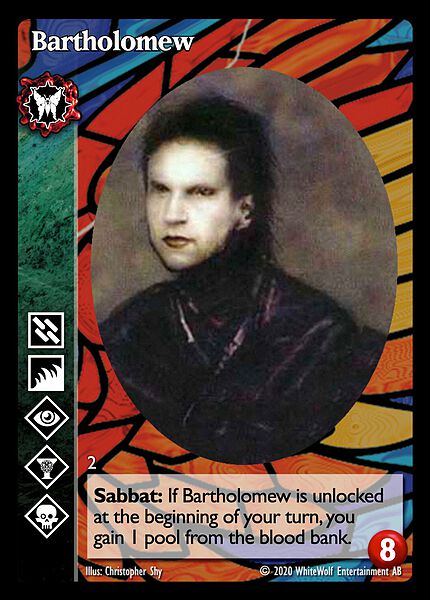 Bartholomew
2
Sabbat: If Bartholomew is unlocked
at the beginning of your turn, you
gain 1 pool from the blood bank.
8
Illus: Christopher Shy © 2020 WhiteWolf Entertainment AB